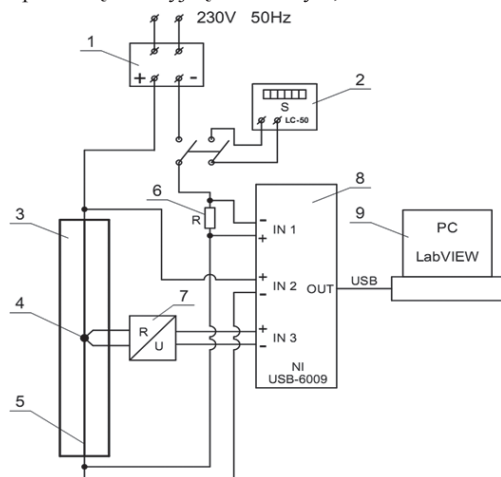 230V 50Hz
1
+ -
2
S
LC-50
3
6
R
8
9
-
+
IN 1
PC
LabVIEW
+
-
IN 2
OUT
USB
4
7
R
U
+
-
IN 3
NI
USB-6009
5